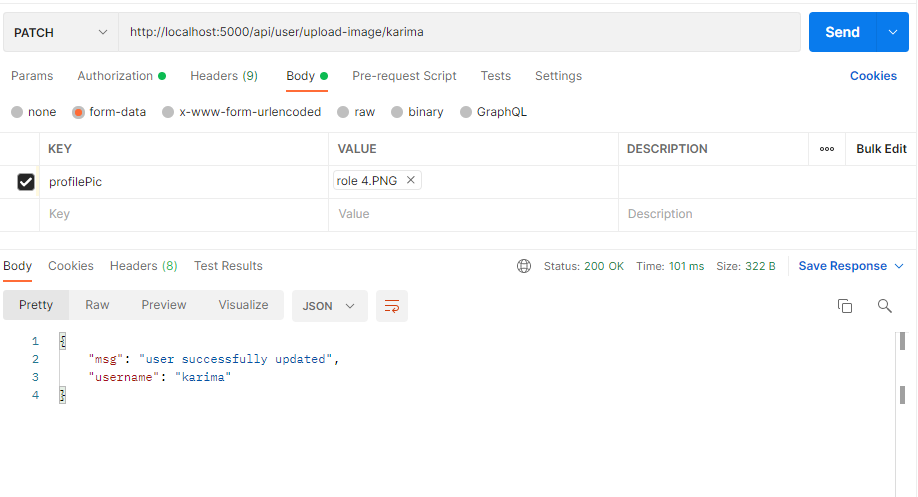 PATCH http://localhost:5000/api/user/upload-image/karima Send
Params Authorization Headers (9) Body Pre-request Script Tests Settings Cookies
none form-data x-www-form-urlencoded raw binary GraphQL
KEY VALUE DESCRIPTION ooo Bulk Edit
profilePic role 4.PNG
Key Value Description
Body Cookies Headers (8) Test Results Status: 200 OK Time: 101 ms Size: 322 B Save Response
Pretty Raw Preview Visualize JSON
1 {
2 "msg": "user successfully updated",
3 "username": "karima"
4 }